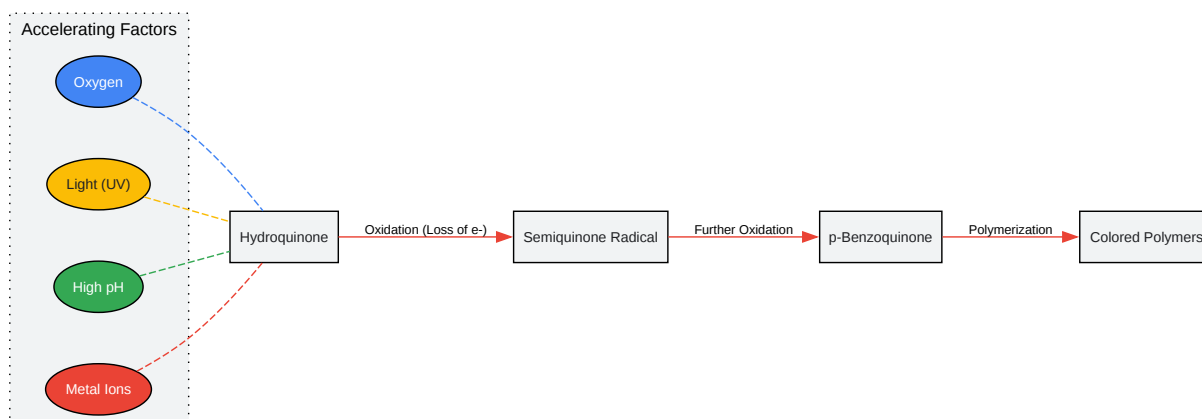 Accelerating Factors
Oxygen
Light (UV)
High pH
Metal Ions
Hydroquinone
Oxidation (Loss of e-)
Semiquinone Radical
Further Oxidation
p-Benzoquinone
Polymerization
Colored Polymers